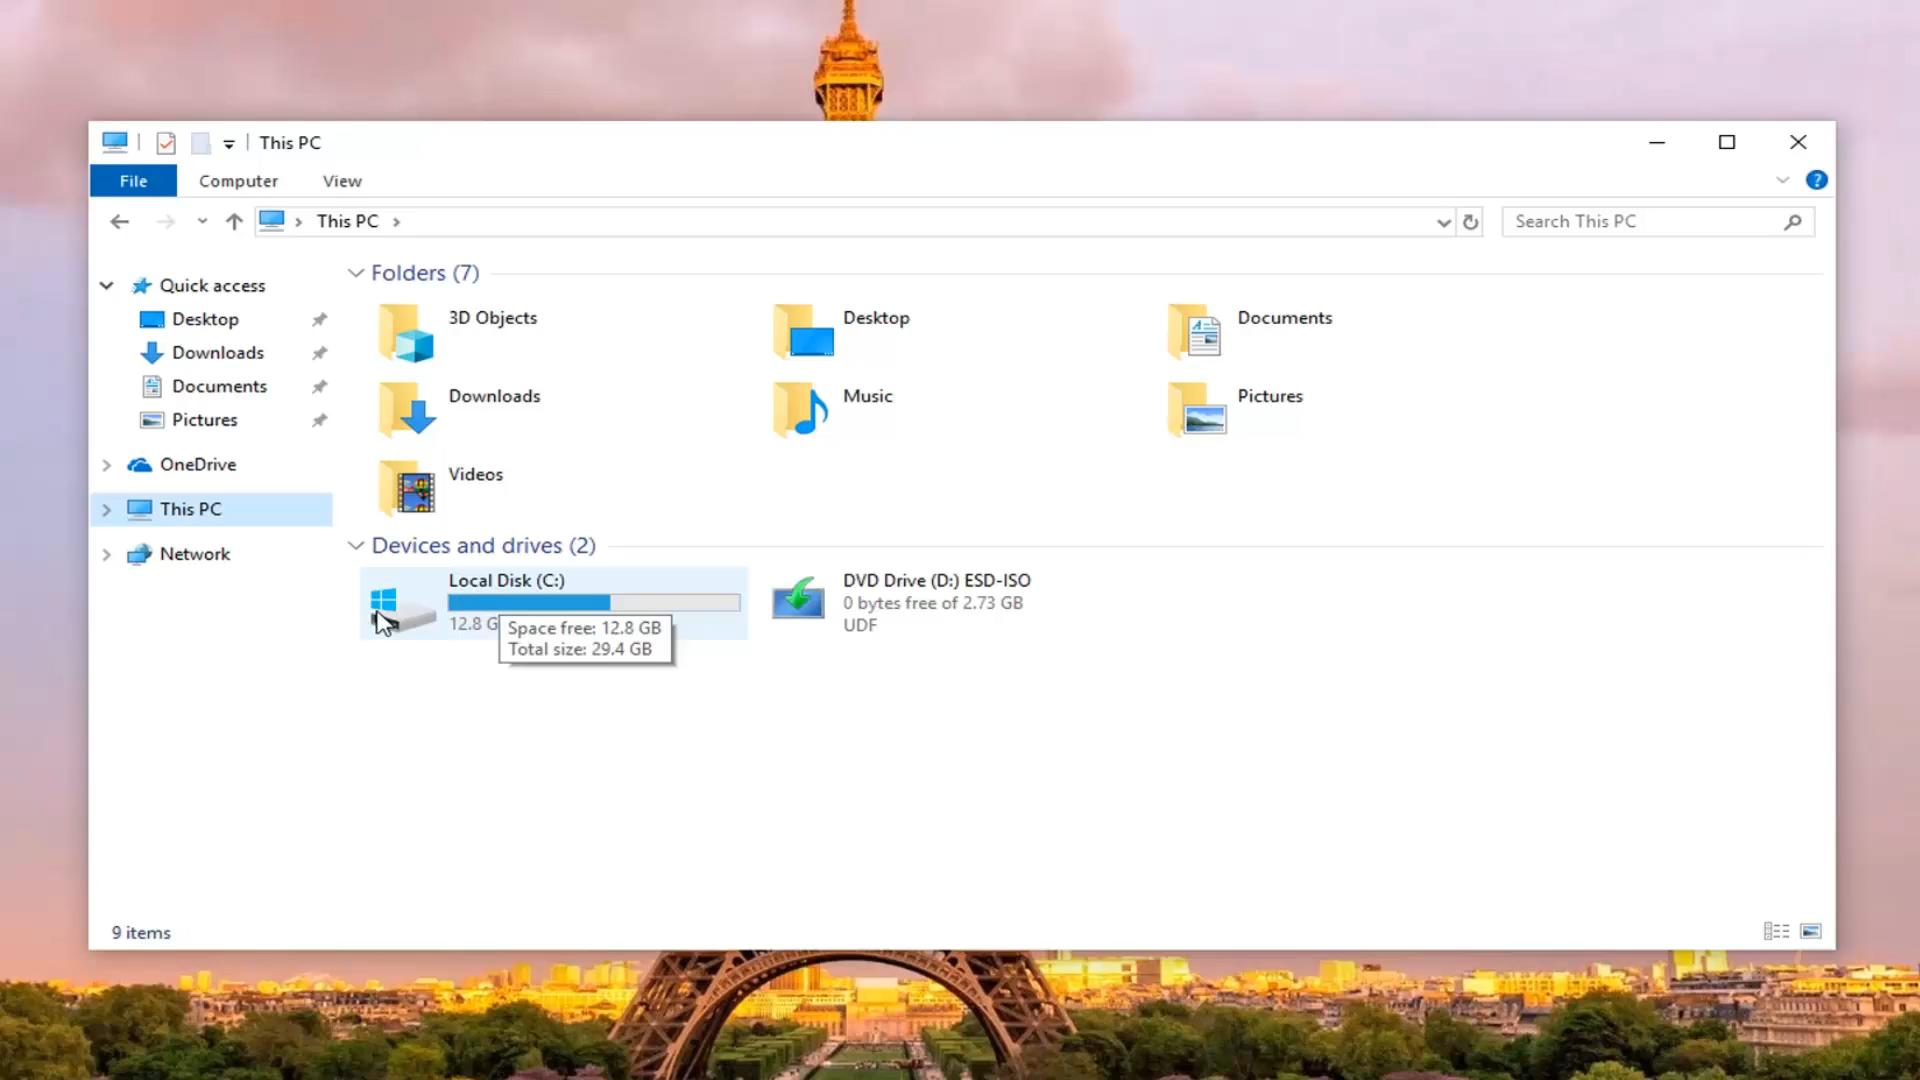 This PC
File Computer View
?
This PC
Search This PC
Quick access
Desktop
Downloads
Documents
Pictures
OneDrive
This PC
Network
Folders (7)
3D Objects
Desktop
Documents
Downloads
Music
Pictures
Videos
Devices and drives (2)
Local Disk (C:)
12.8 G
Space free: 12.8 GB
Total size: 29.4 GB
DVD Drive (D:) ESD-ISO
0 bytes free of 2.73 GB
UDF
9 items